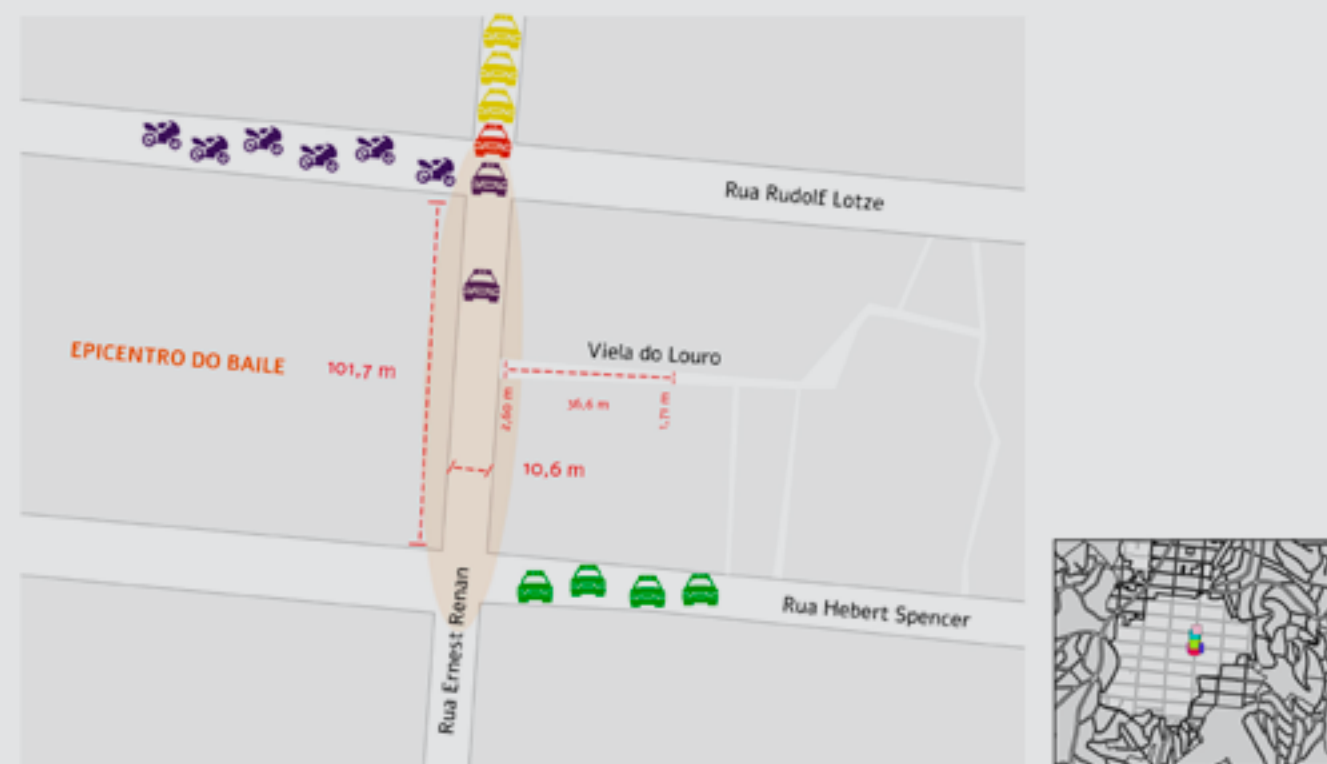 Rua Rudolf Lotze
Viela do Louro
EPICENTRO DO BAILE
101,7 m
2,60 m
36,6 m
1,71 m
10,6 m
Rua Hebert Spencer
Rua Ernest Renan